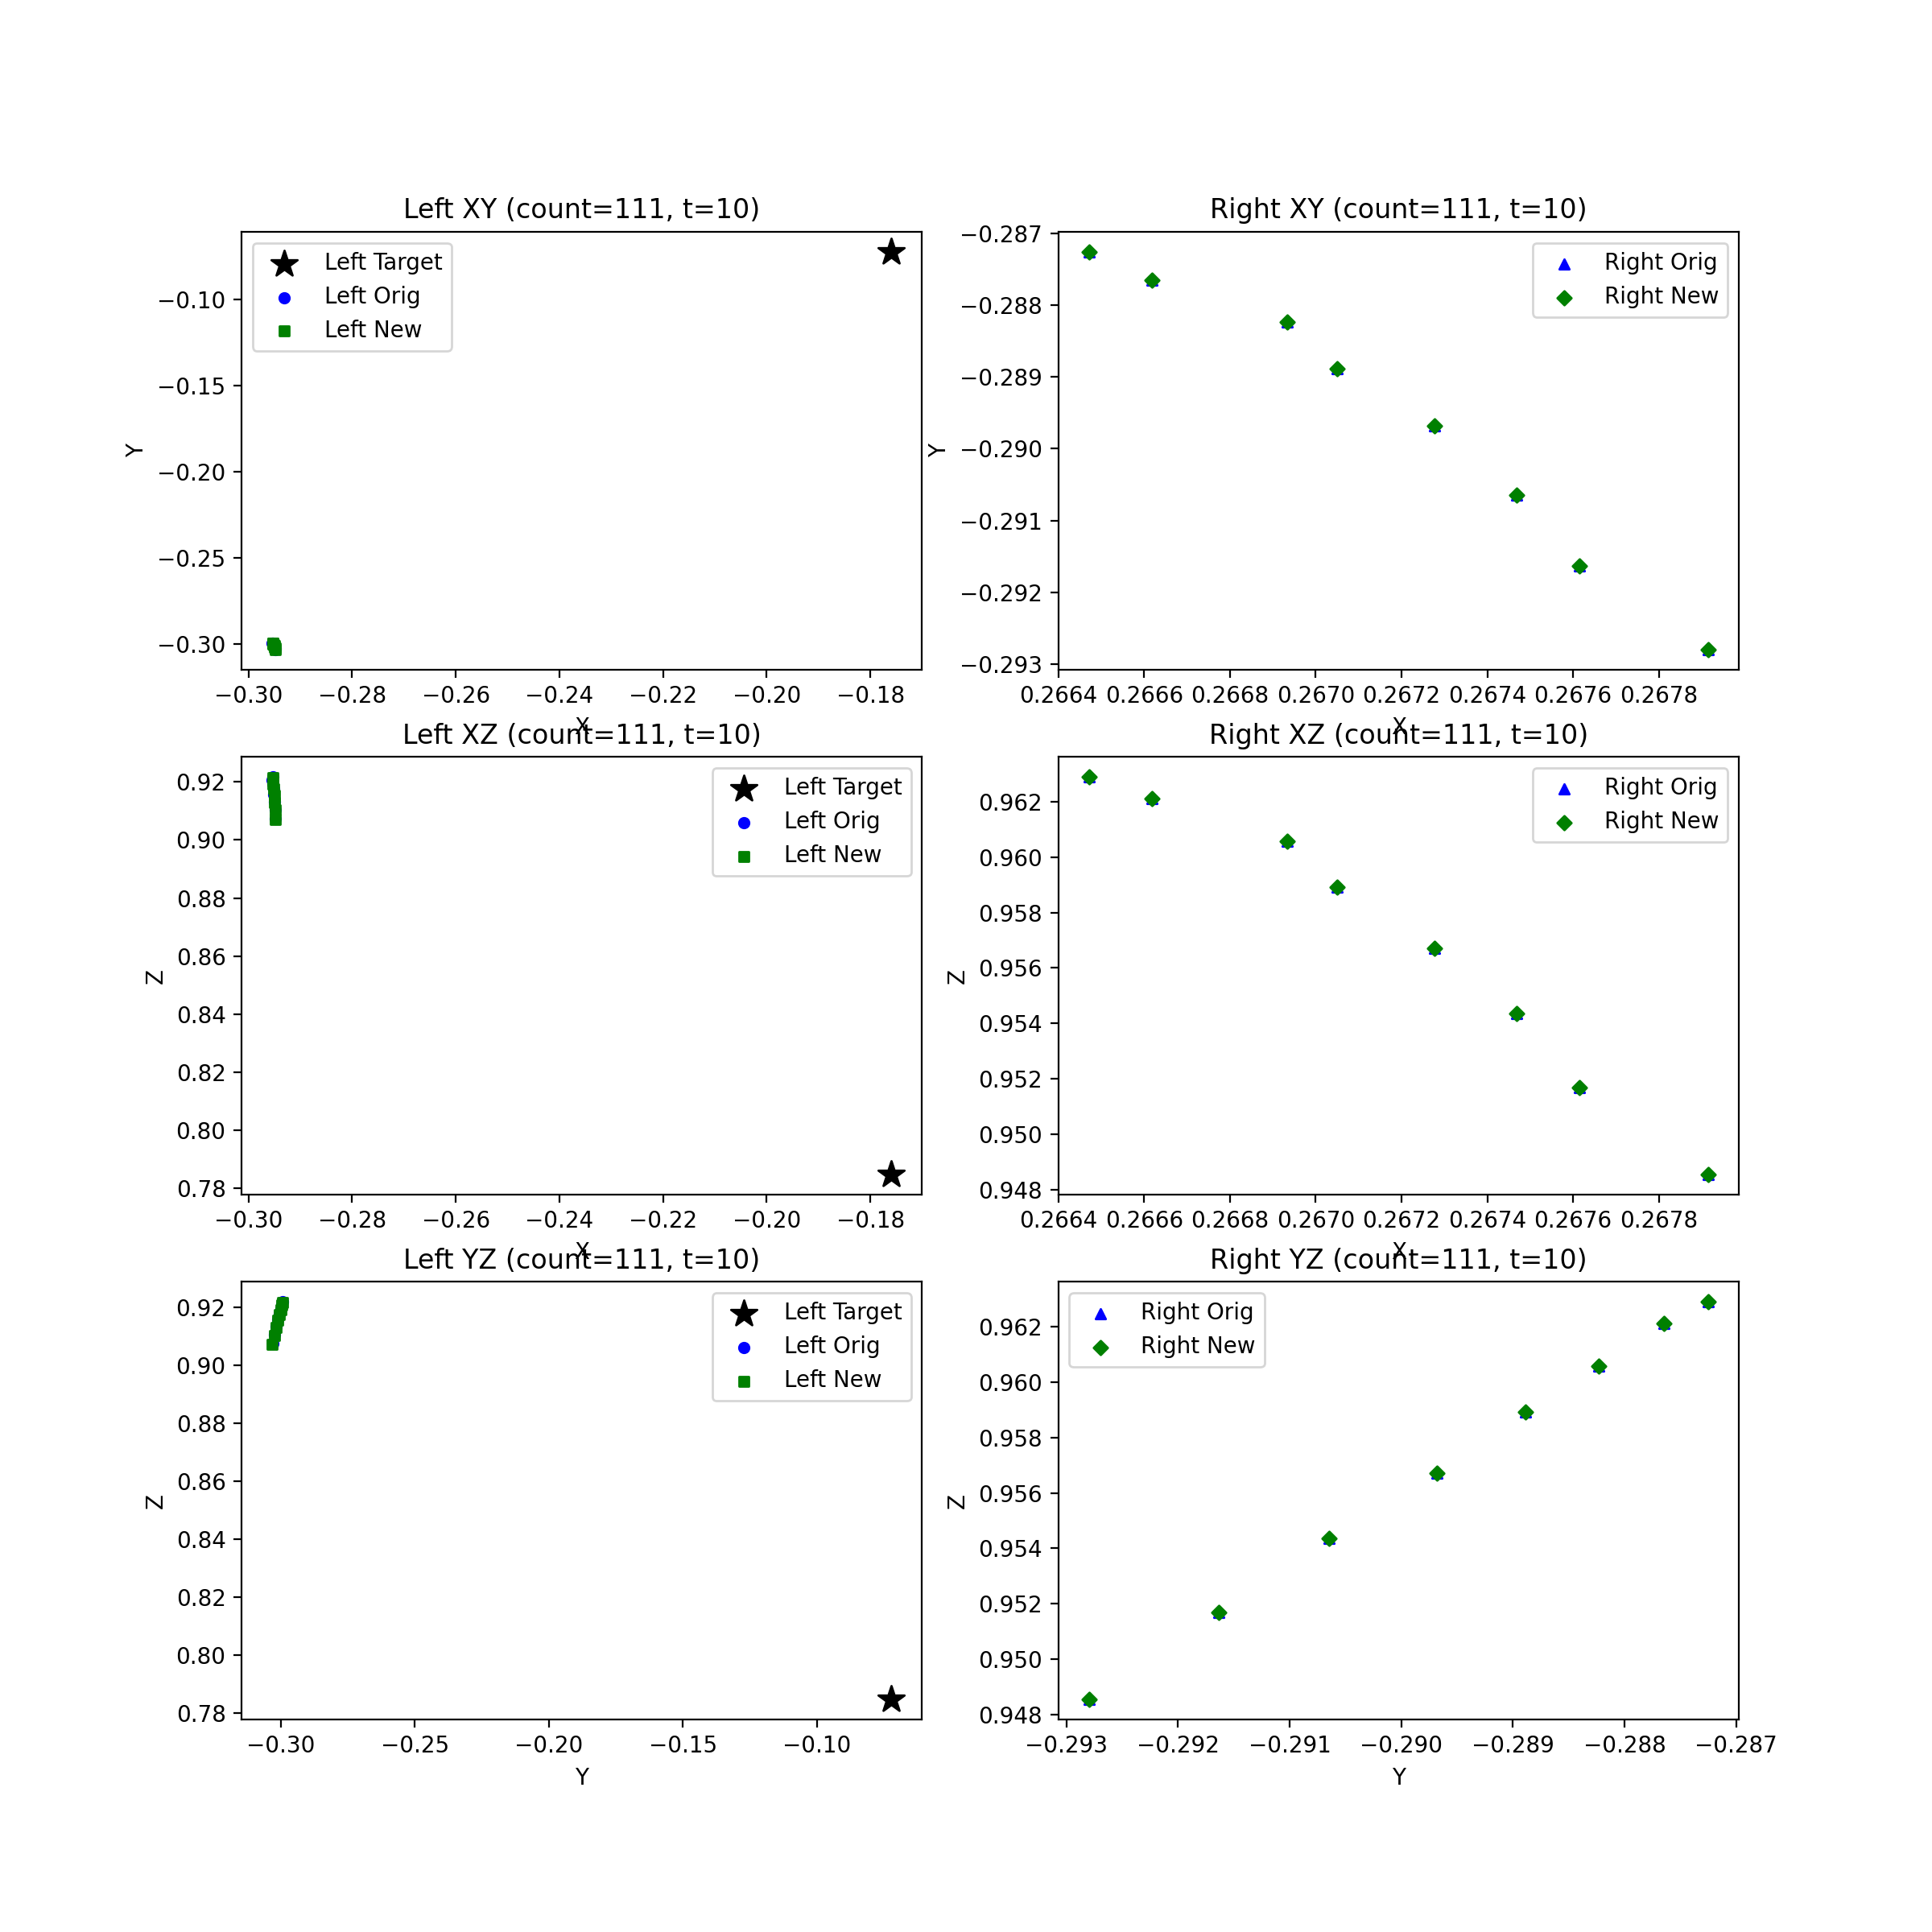 Left XY (count=111, t=10)
Left Target
Left Orig
Left New
−0.10
−0.15
−0.20
−0.25
−0.30
Y
−0.30 −0.28 −0.26 −0.24 −0.22 −0.20 −0.18
X
Right XY (count=111, t=10)
Right Orig
Right New
−0.287
−0.288
−0.289
−0.290
−0.291
−0.292
−0.293
Y
0.2664 0.2666 0.2668 0.2670 0.2672 0.2674 0.2676 0.2678
X
Left XZ (count=111, t=10)
Left Target
Left Orig
Left New
0.92
0.90
0.88
0.86
0.84
0.82
0.80
0.78
Z
−0.30 −0.28 −0.26 −0.24 −0.22 −0.20 −0.18
X
Right XZ (count=111, t=10)
Right Orig
Right New
0.962
0.960
0.958
0.956
0.954
0.952
0.950
0.948
Z
0.2664 0.2666 0.2668 0.2670 0.2672 0.2674 0.2676 0.2678
X
Left YZ (count=111, t=10)
Left Target
Left Orig
Left New
0.92
0.90
0.88
0.86
0.84
0.82
0.80
0.78
Z
−0.30 −0.25 −0.20 −0.15 −0.10
Y
Right YZ (count=111, t=10)
Right Orig
Right New
0.962
0.960
0.958
0.956
0.954
0.952
0.950
0.948
Z
−0.293 −0.292 −0.291 −0.290 −0.289 −0.288 −0.287
Y